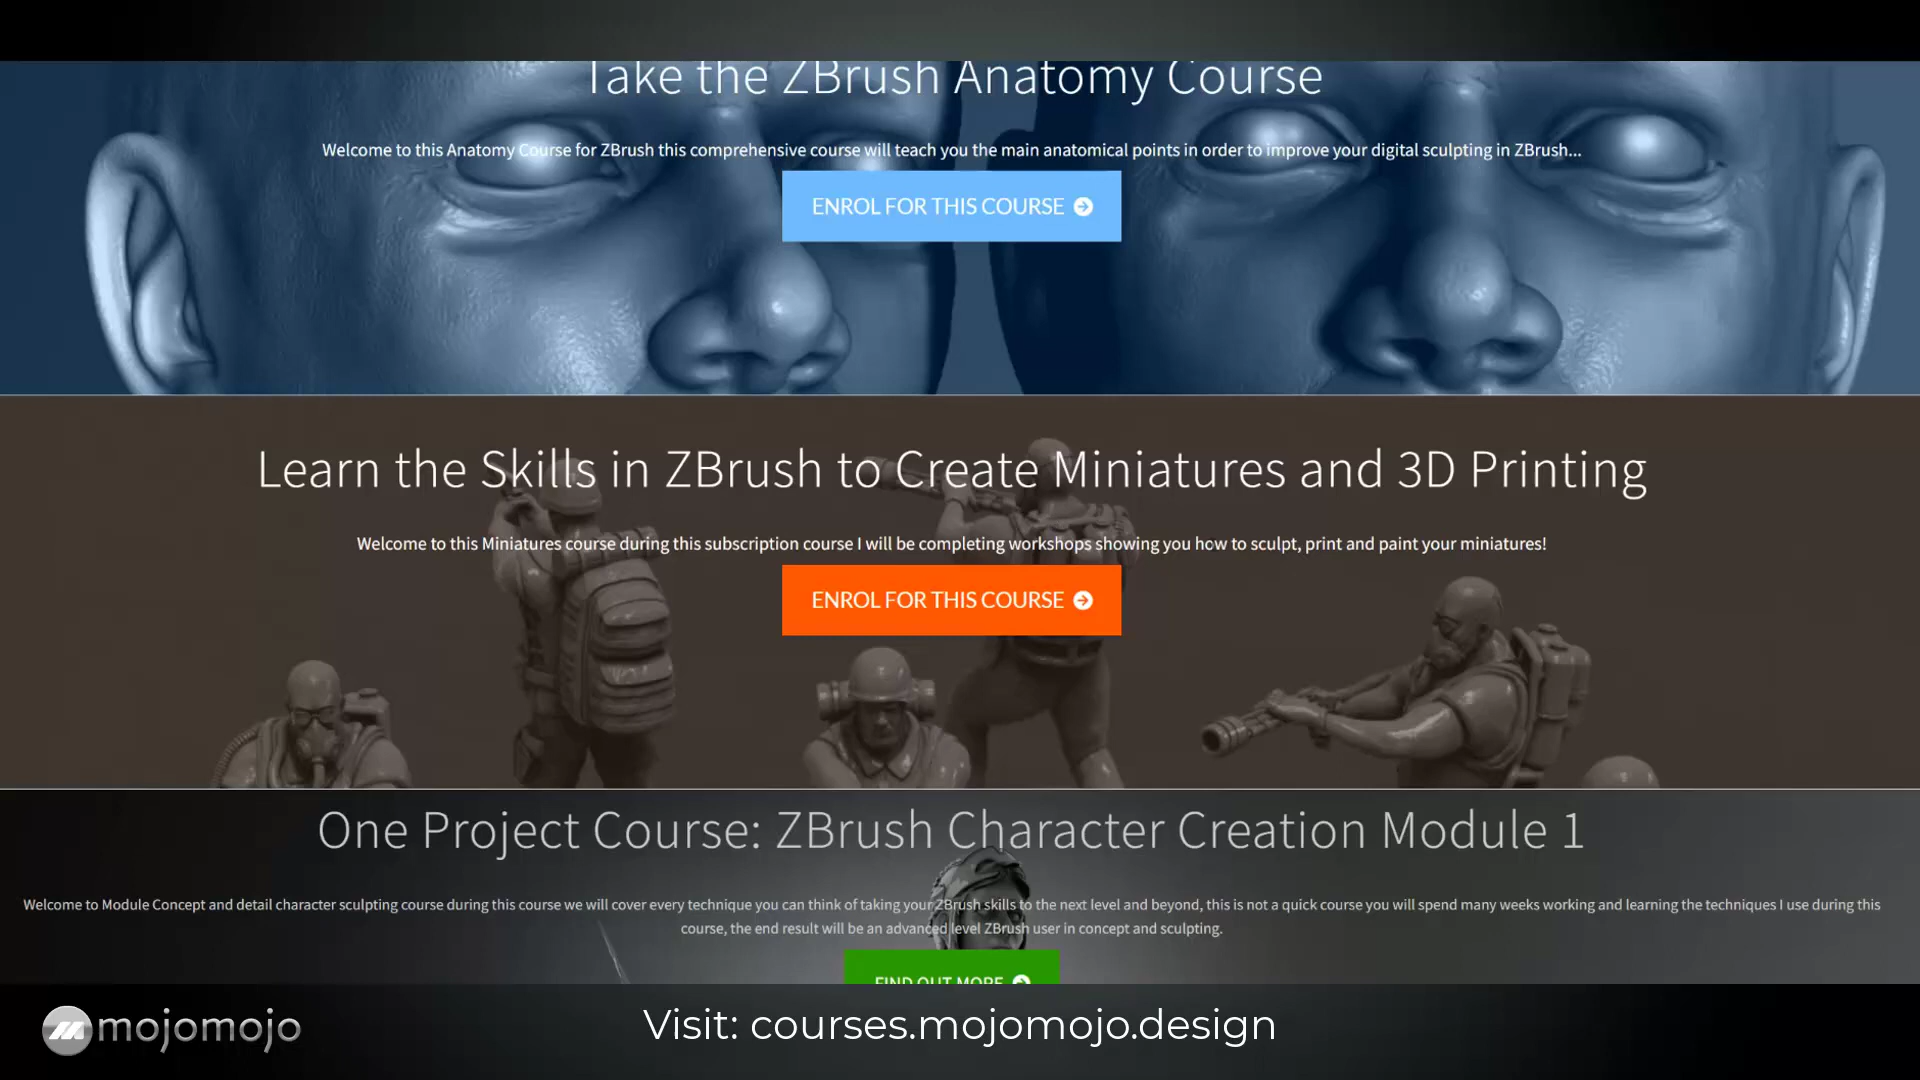 Take the ZBrush Anatomy Course
Welcome to this Anatomy Course for ZBrush this comprehensive course will teach you the main anatomical points in order to improve your digital sculpting in ZBrush...
ENROL FOR THIS COURSE
Learn the Skills in ZBrush to Create Miniatures and 3D Printing
Welcome to this Miniatures course during this subscription course I will be completing workshops showing you how to sculpt, print and paint your miniatures!
ENROL FOR THIS COURSE
One Project Course: ZBrush Character Creation Module 1
Welcome to Module Concept and detail character sculpting course during this course we will cover every technique you can think of taking your ZBrush skills to the next level and beyond, this is not a quick course you will spend many weeks working and learning the techniques I use during this
course, the end result will be an advanced level ZBrush user in concept and sculpting.
FIND OUT MORE
mojomojo
Visit: courses.mojomojo.design